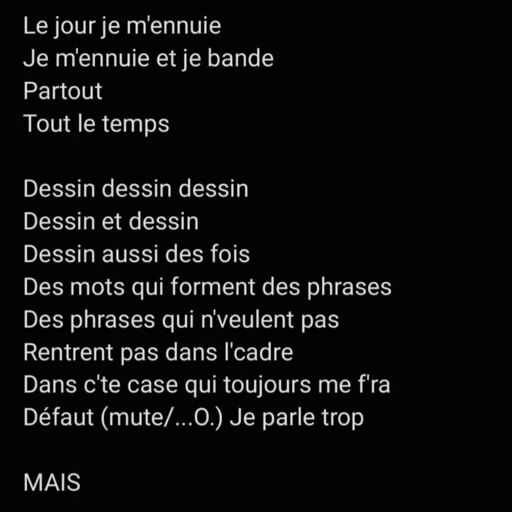 Le jour je m'ennuie
Je m'ennuie et je bande
Partout
Tout le temps

Dessin dessin dessin
Dessin et dessin
Dessin aussi des fois
Des mots qui forment des phrases
Des phrases qui n'veulent pas
Rentrent pas dans l'cadre
Dans c'te case qui toujours me f'ra
Défaut (mute/...O.) Je parle trop

MAIS